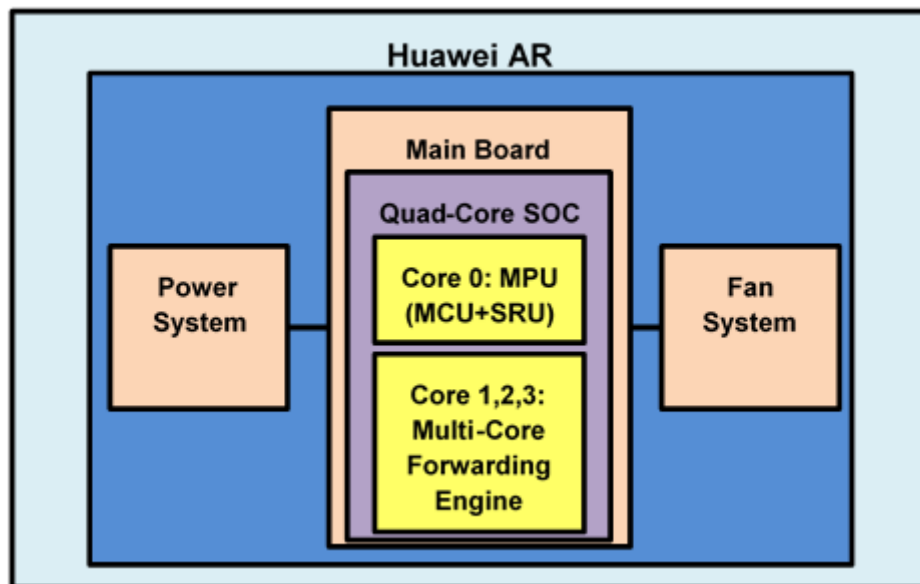 Huawei AR
Main Board
Quad-Core SOC
Core 0: MPU
(MCU+SRU)
Power
System
Fan
System
Core 1,2,3:
Multi-Core
Forwarding
Engine